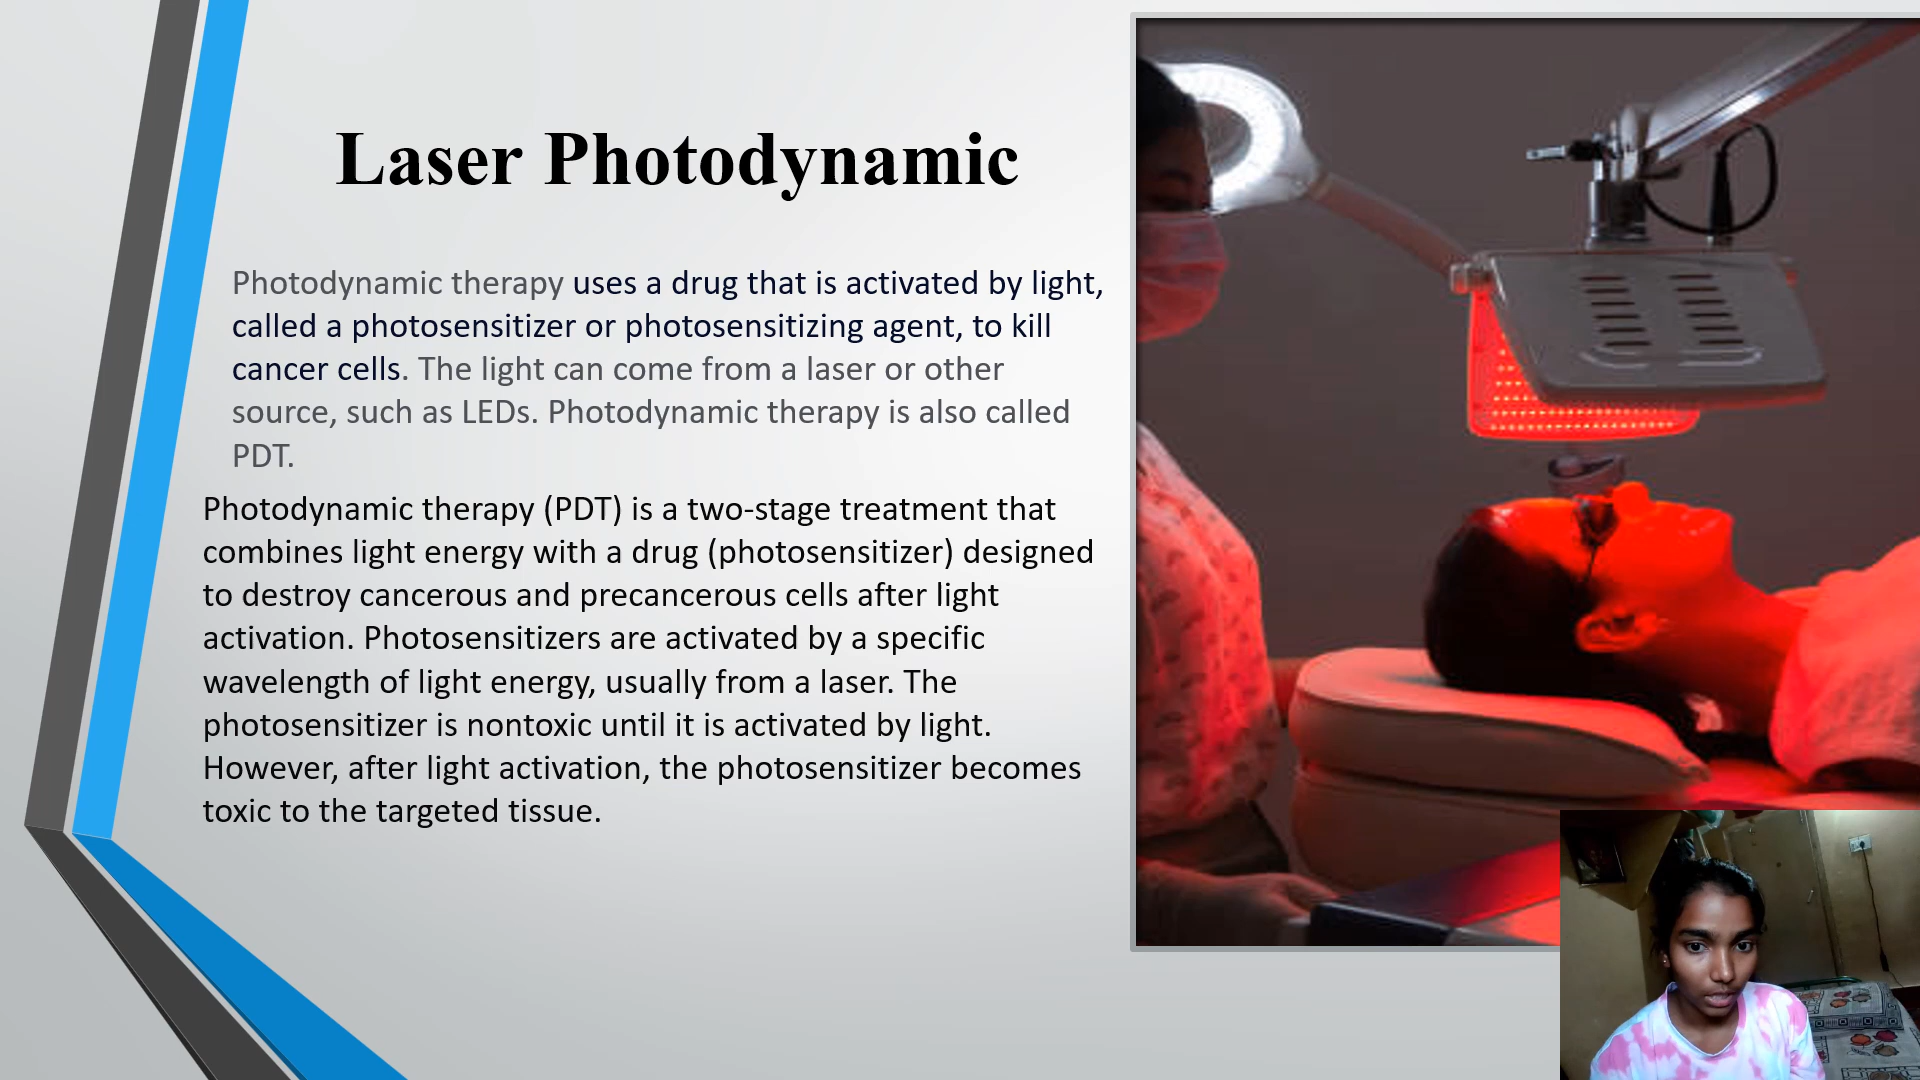 Laser Photodynamic
Photodynamic therapy uses a drug that is activated by light,
called a photosensitizer or photosensitizing agent, to kill
cancer cells. The light can come from a laser or other
source, such as LEDs. Photodynamic therapy is also called
PDT.
Photodynamic therapy (PDT) is a two-stage treatment that
combines light energy with a drug (photosensitizer) designed
to destroy cancerous and precancerous cells after light
activation. Photosensitizers are activated by a specific
wavelength of light energy, usually from a laser. The
photosensitizer is nontoxic until it is activated by light.
However, after light activation, the photosensitizer becomes
toxic to the targeted tissue.